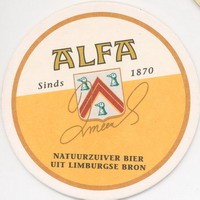 ALFA
Sinds 1870
NATUURZUIVER BIER
UIT LIMBURGSE BRON